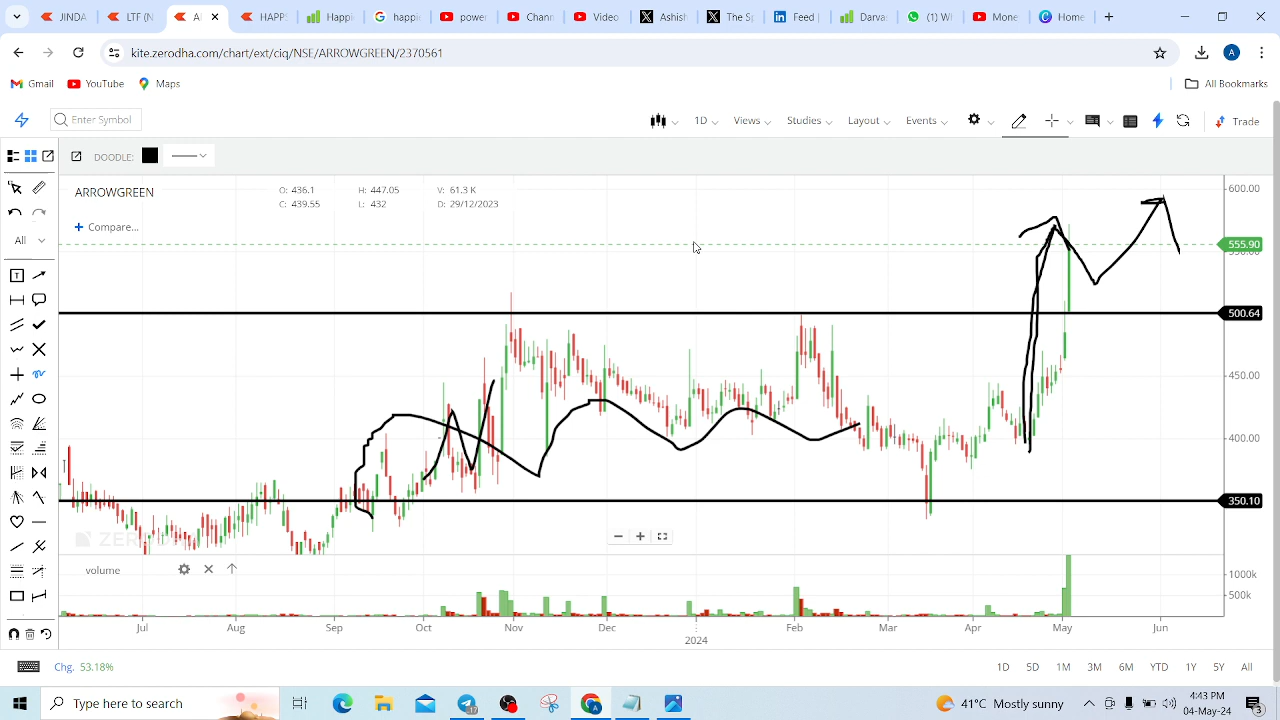 (INDIA
LTF (N
A
HAPP
Happi
happi
power
Chann
Video
Ashish
The S
Feed
Darva
(1) W
Mone
Home
kite.zerodha.com/chart/ext/ciq/NSE/ARROWGREEN/2370561
A
Gmail
YouTube
Maps
All Bookmarks
Enter Symbol
1D
Views
Studies
Layout
Events
Trade
DOODLE:
ARROWGREEN
O: 436.1 H: 447.05 V: 61.3 K
C: 439.55 L: 432 D: 29/12/2023
+ Compare...
All
600.00
555.90
500.64
450.00
400.00
350.10
volume
1000k
500k
Jul Aug Sep Oct Nov Dec 2024 Feb Mar Apr May Jun
Chg. 53.18%
1D 5D 1M 3M 6M YTD 1Y 5Y All
Type here to search
41°C Mostly sunny
4:43 PM
04-May-24